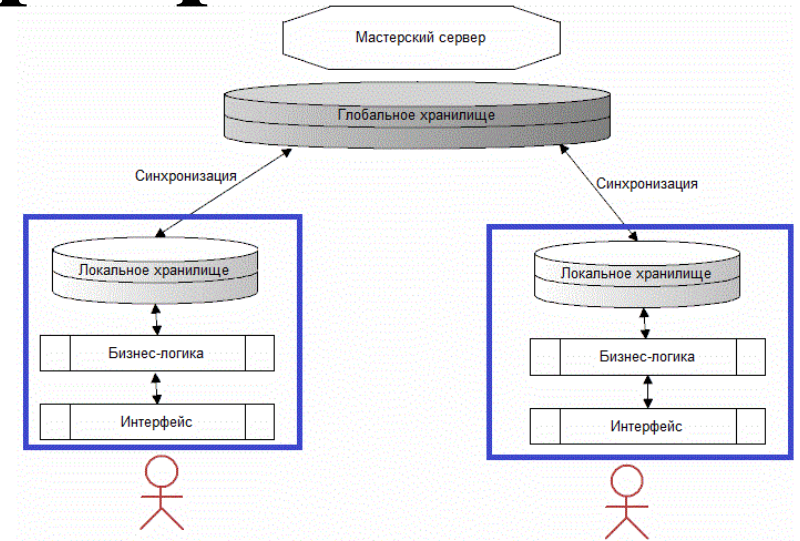 Мастерский сервер
Глобальное хранилище
Синхронизация
Синхронизация
Локальное хранилище
Локальное хранилище
Бизнес-логика
Бизнес-логика
Интерфейс
Интерфейс